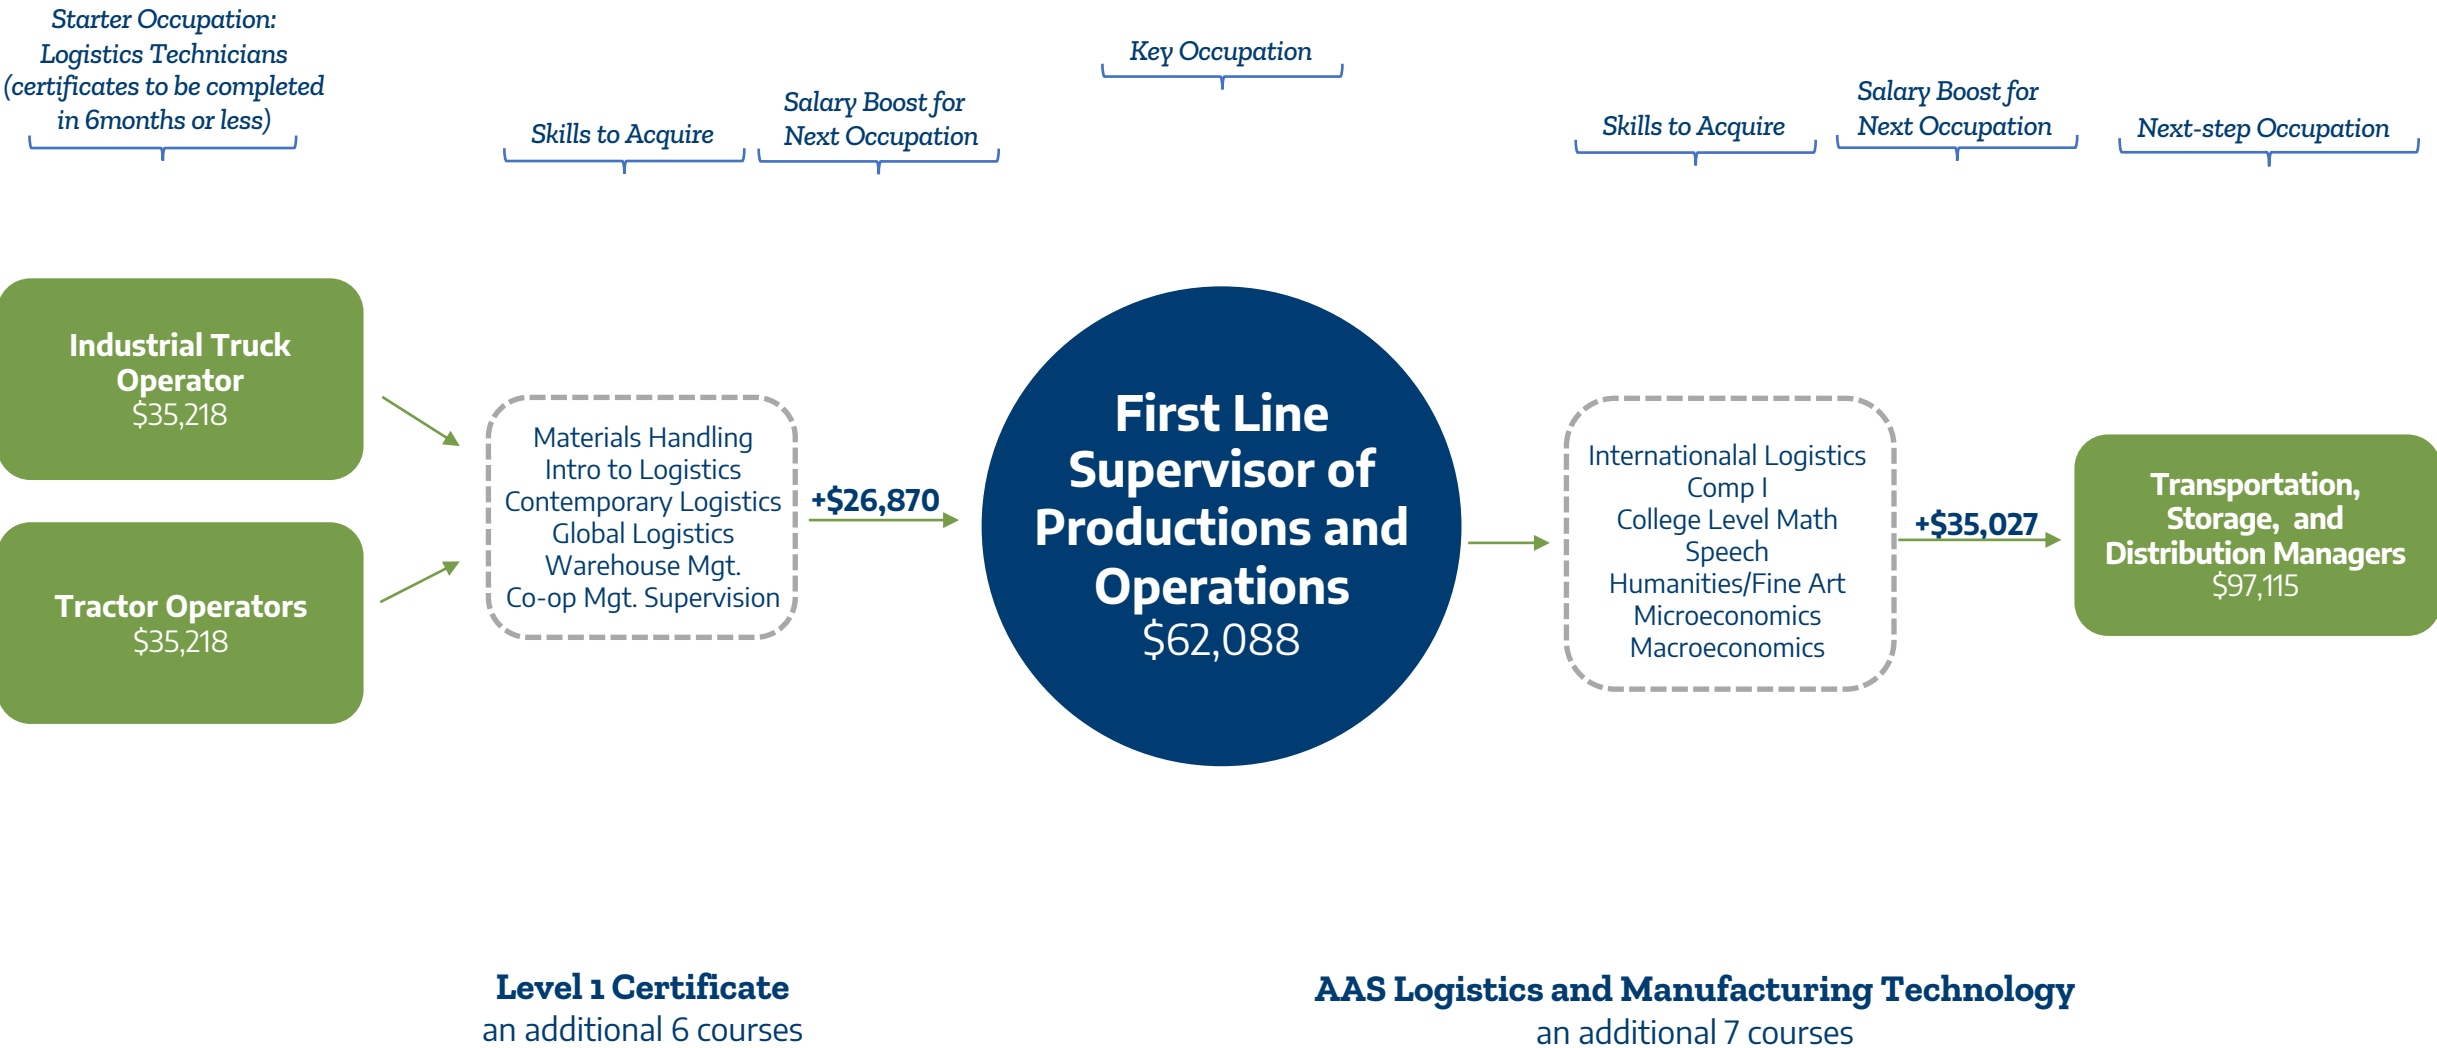 Starter Occupation:
Logistics Technicians
(certificates to be completed
in 6months or less)
Skills to Acquire
Salary Boost for
Next Occupation
Key Occupation
Skills to Acquire
Salary Boost for
Next Occupation
Next-step Occupation
Industrial Truck
Operator
$35,218
Tractor Operators
$35,218
Materials Handling
Intro to Logistics
Contemporary Logistics
Global Logistics
Warehouse Mgt.
Co-op Mgt. Supervision
+$26,870
First Line
Supervisor of
Productions and
Operations
$62,088
Internationalal Logistics
Comp I
College Level Math
Speech
Humanities/Fine Art
Microeconomics
Macroeconomics
+$35,027
Transportation,
Storage, and
Distribution Managers
$97,115
Level 1 Certificate
an additional 6 courses
AAS Logistics and Manufacturing Technology
an additional 7 courses